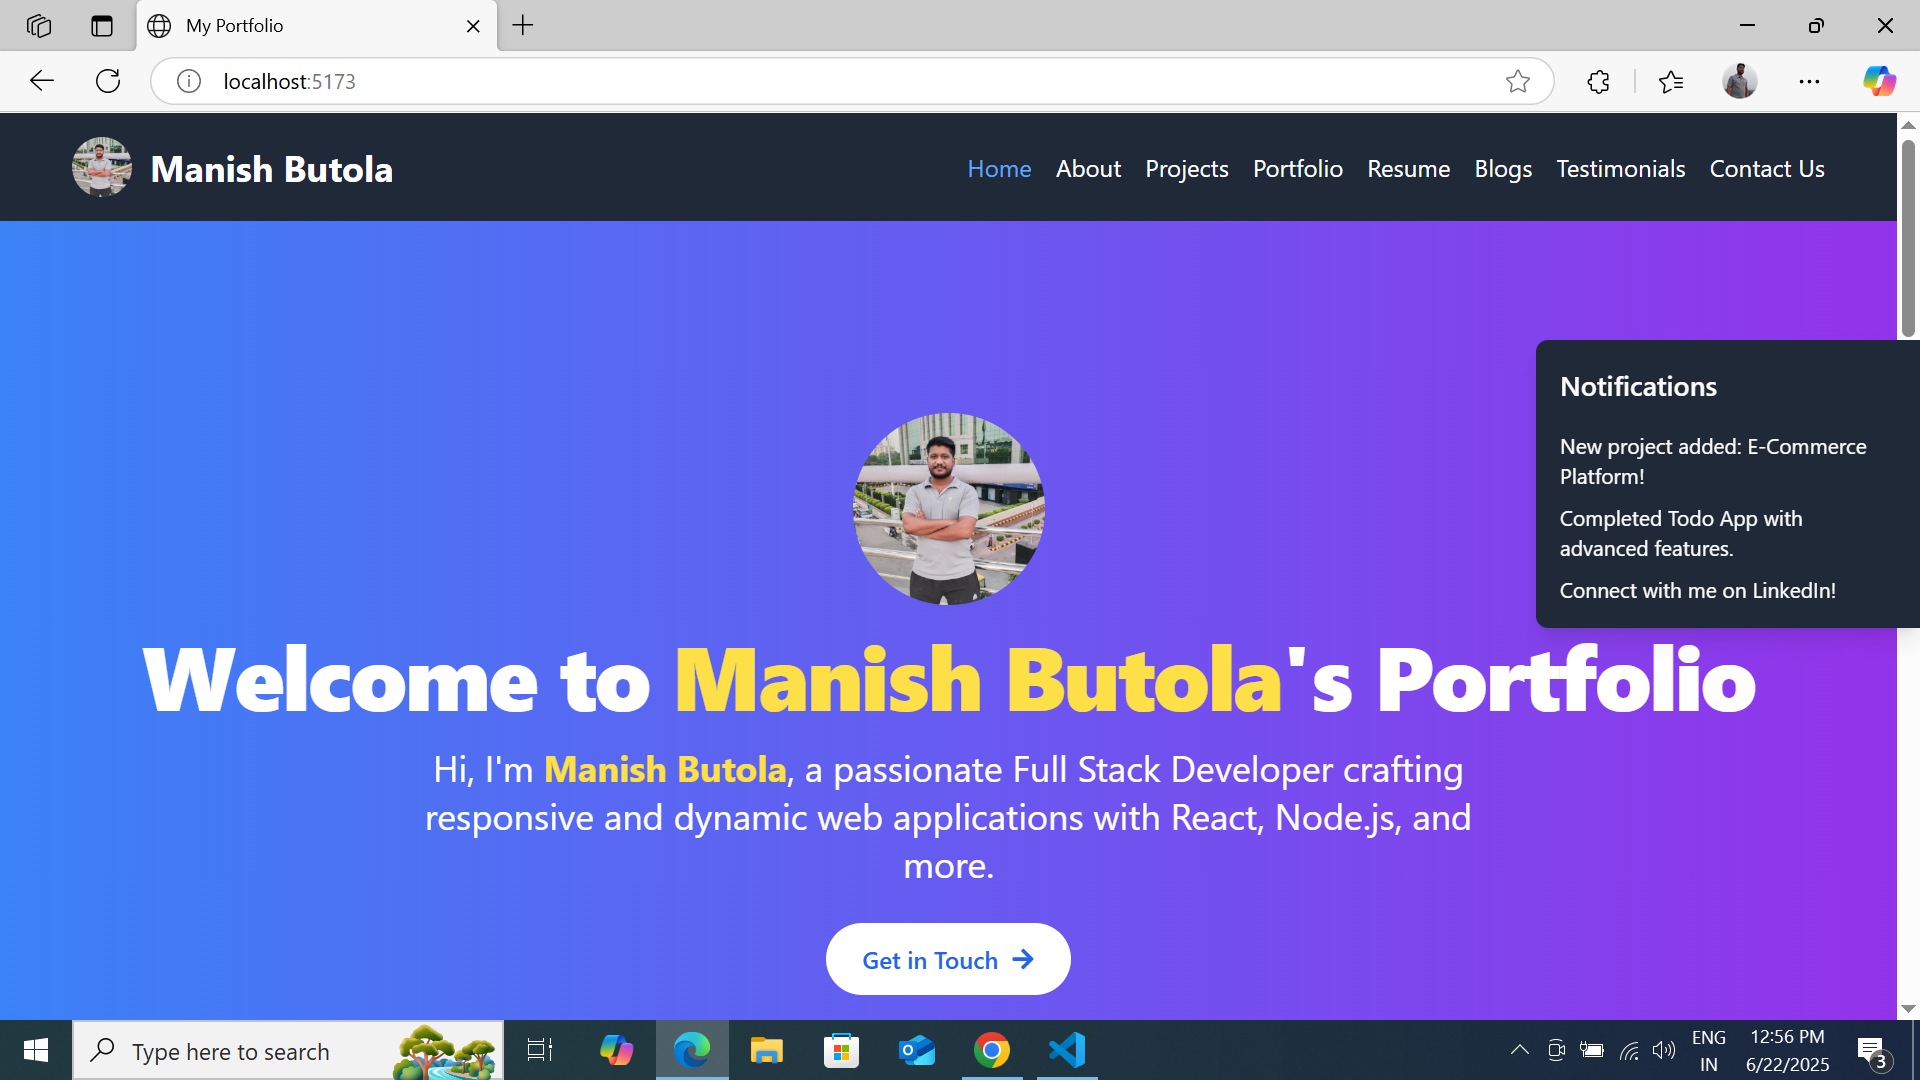 My Portfolio
localhost:5173
Manish Butola
Home About Projects Portfolio Resume Blogs Testimonials Contact Us
Notifications
New project added: E-Commerce
Platform!
Completed Todo App with
advanced features.
Connect with me on LinkedIn!
Welcome to Manish Butola's Portfolio
Hi, I'm Manish Butola, a passionate Full Stack Developer crafting
responsive and dynamic web applications with React, Node.js, and
more.
Get in Touch
Type here to search
ENG
IN
12:56 PM
6/22/2025
3